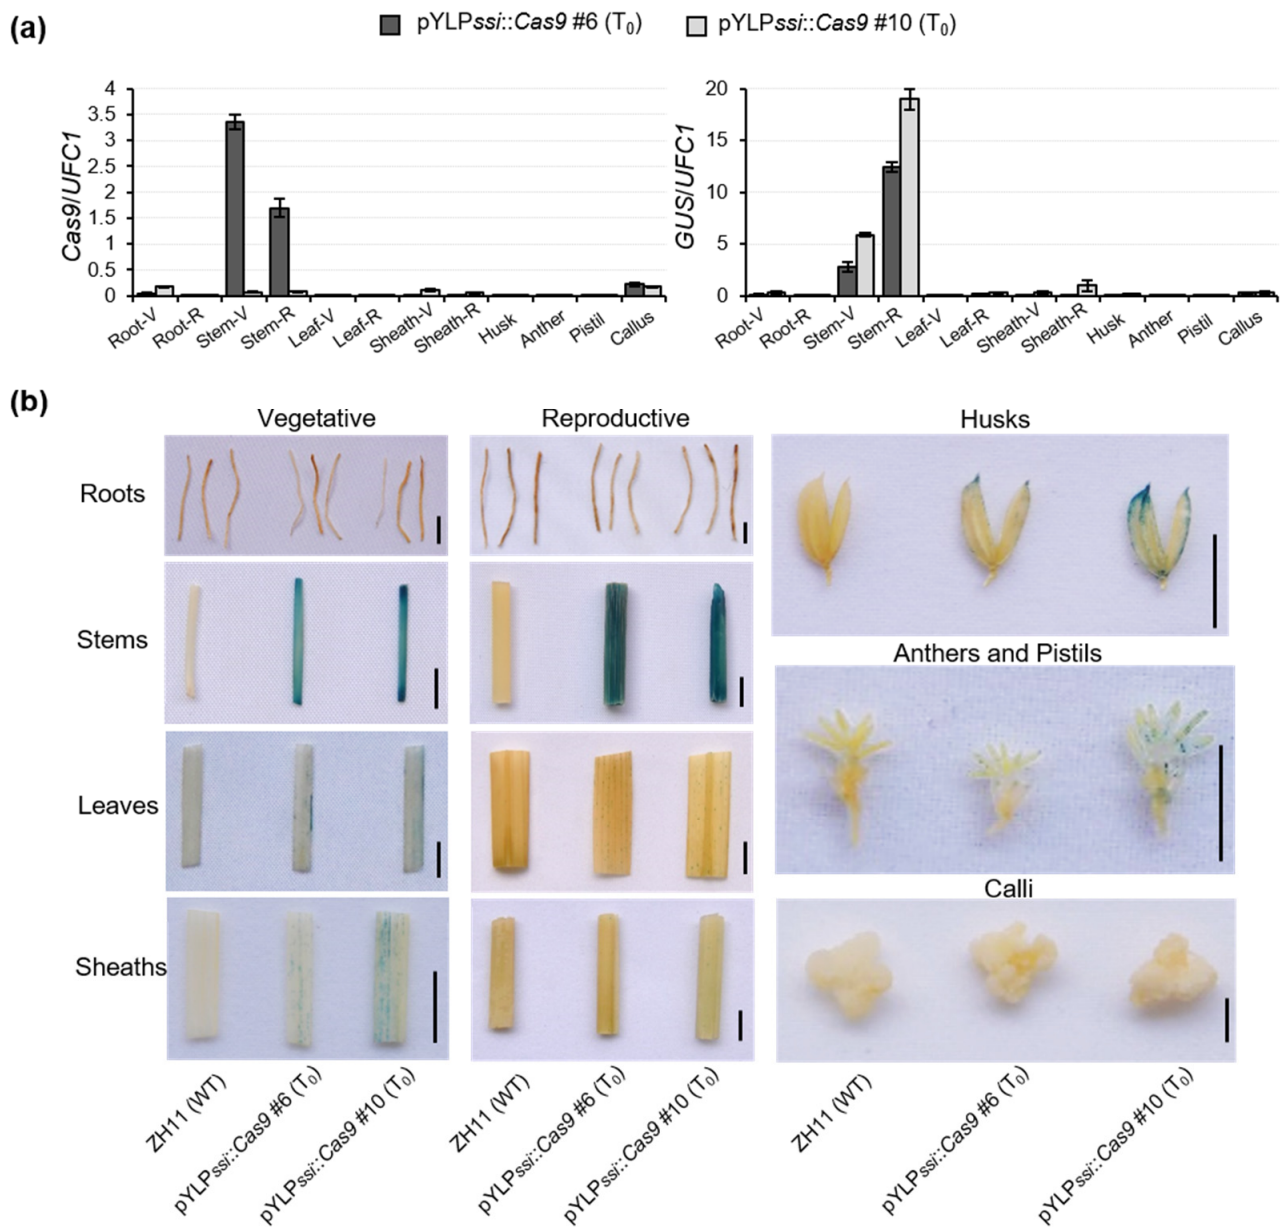 (a)
pYLPssi::Cas9 #6 (T0)
pYLPssi::Cas9 #10 (T0)
Cas9/UFC1
4
3.5
3
2.5
2
1.5
1
0.5
0
Root-V
Root-R
Stem-V
Stem-R
Leaf-V
Leaf-R
Sheath-V
Sheath-R
Husk
Anther
Pistil
Callus
GUS/UFC1
20
15
10
5
0
Root-V
Root-R
Stem-V
Stem-R
Leaf-V
Leaf-R
Sheath-V
Sheath-R
Husk
Anther
Pistil
Callus
(b)
Vegetative
Reproductive
Husks
Roots
Stems
Anthers and Pistils
Leaves
Calli
Sheaths
ZH11 (WT)
pYLPssi::Cas9 #6 (T0)
pYLPssi::Cas9 #10 (T0)
ZH11 (WT)
pYLPssi::Cas9 #6 (T0)
pYLPssi::Cas9 #10 (T0)
ZH11 (WT)
pYLPssi::Cas9 #6 (T0)
pYLPssi::Cas9 #10 (T0)